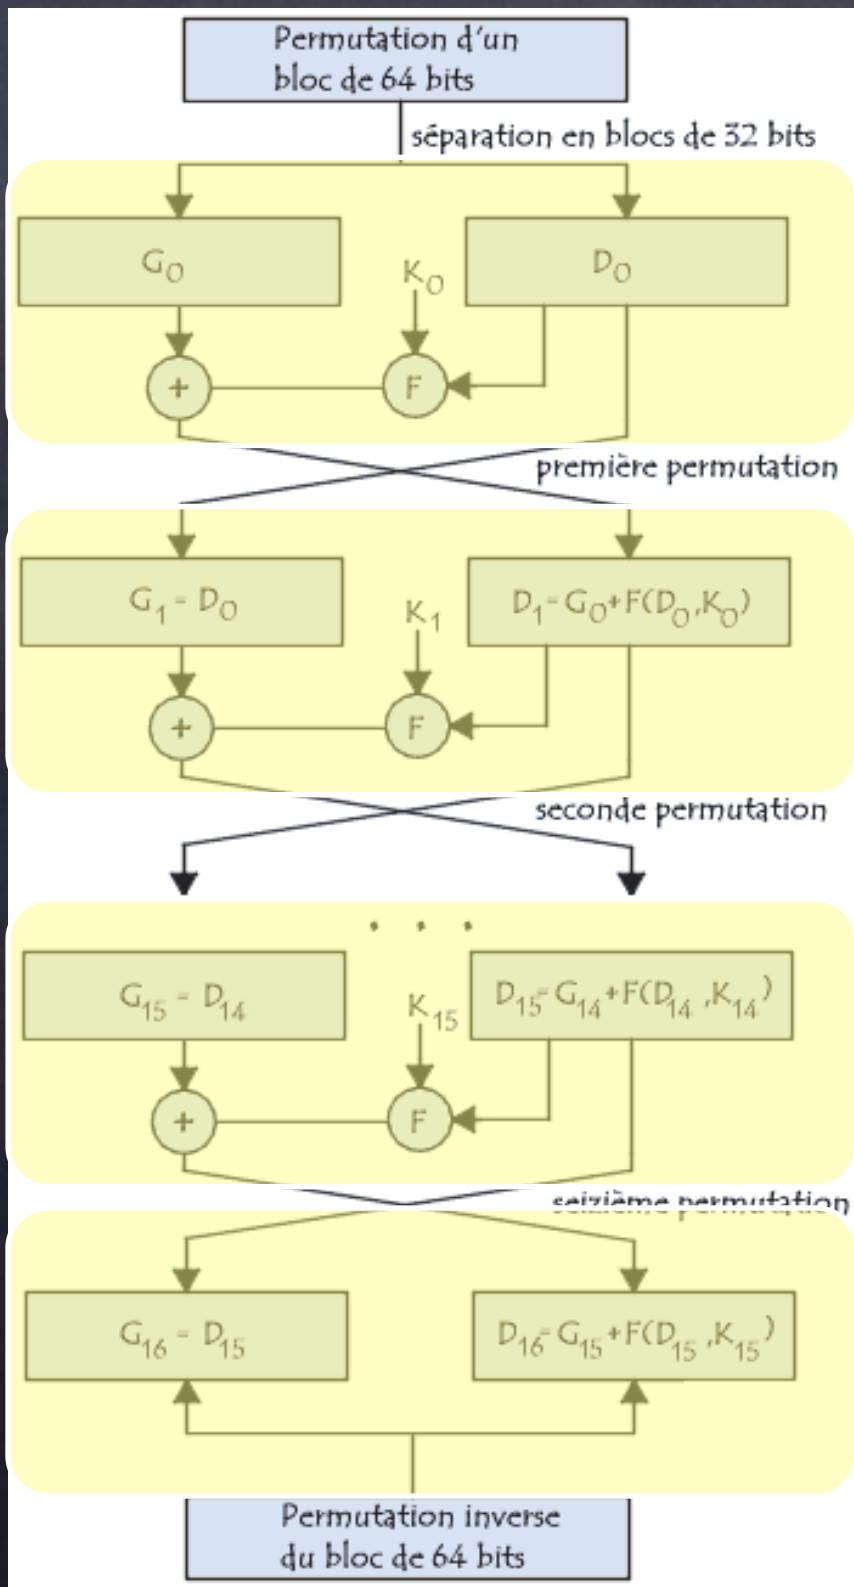 Permutation d'un
bloc de 64 bits
séparation en blocs de 32 bits
G₀
K₀
D₀
+
F
première permutation
G₁ = D₀
K₁
D₁=G₀+F(D₀,K₀)
+
F
seconde permutation
. . .
G₁₅ = D₁₄
K₁₅
D₁₅=G₁₄+F(D₁₄,K₁₄)
+
F
seizième permutation
G₁₆ = D₁₅
D₁₆=G₁₅+F(D₁₅,K₁₅)
Permutation inverse
du bloc de 64 bits